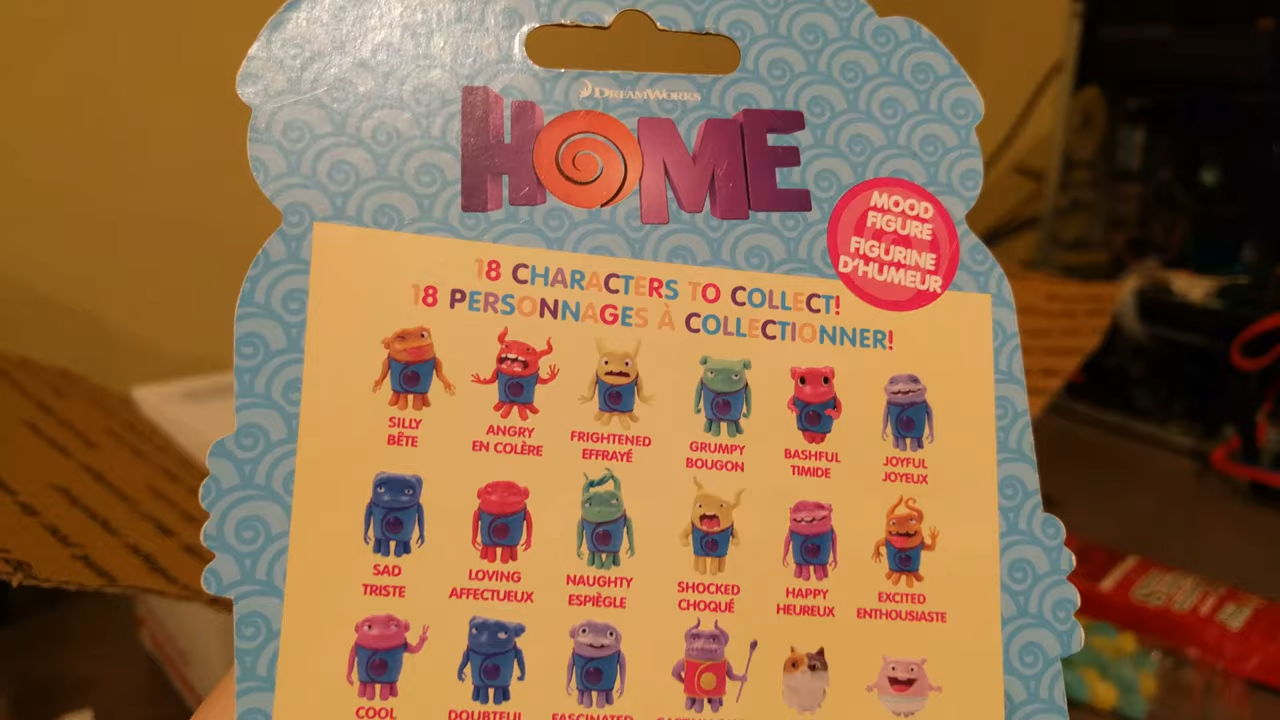 DREAMWORKS
HOME
MOOD
FIGURE
FIGURINE
D'HUMEUR
18 CHARACTERS TO COLLECT!
18 PERSONNAGES À COLLECTIONNER!
SILLY
BÊTE
ANGRY
EN COLÈRE
FRIGHTENED
EFFRAYÉ
GRUMPY
BOUGON
BASHFUL
TIMIDE
JOYFUL
JOYEUX
SAD
TRISTE
LOVING
AFFECTUEUX
NAUGHTY
ESPIÈGLE
SHOCKED
CHOQUÉ
HAPPY
HEUREUX
EXCITED
ENTHOUSIASTE
COOL
DOUBTFUL
FASCINATED